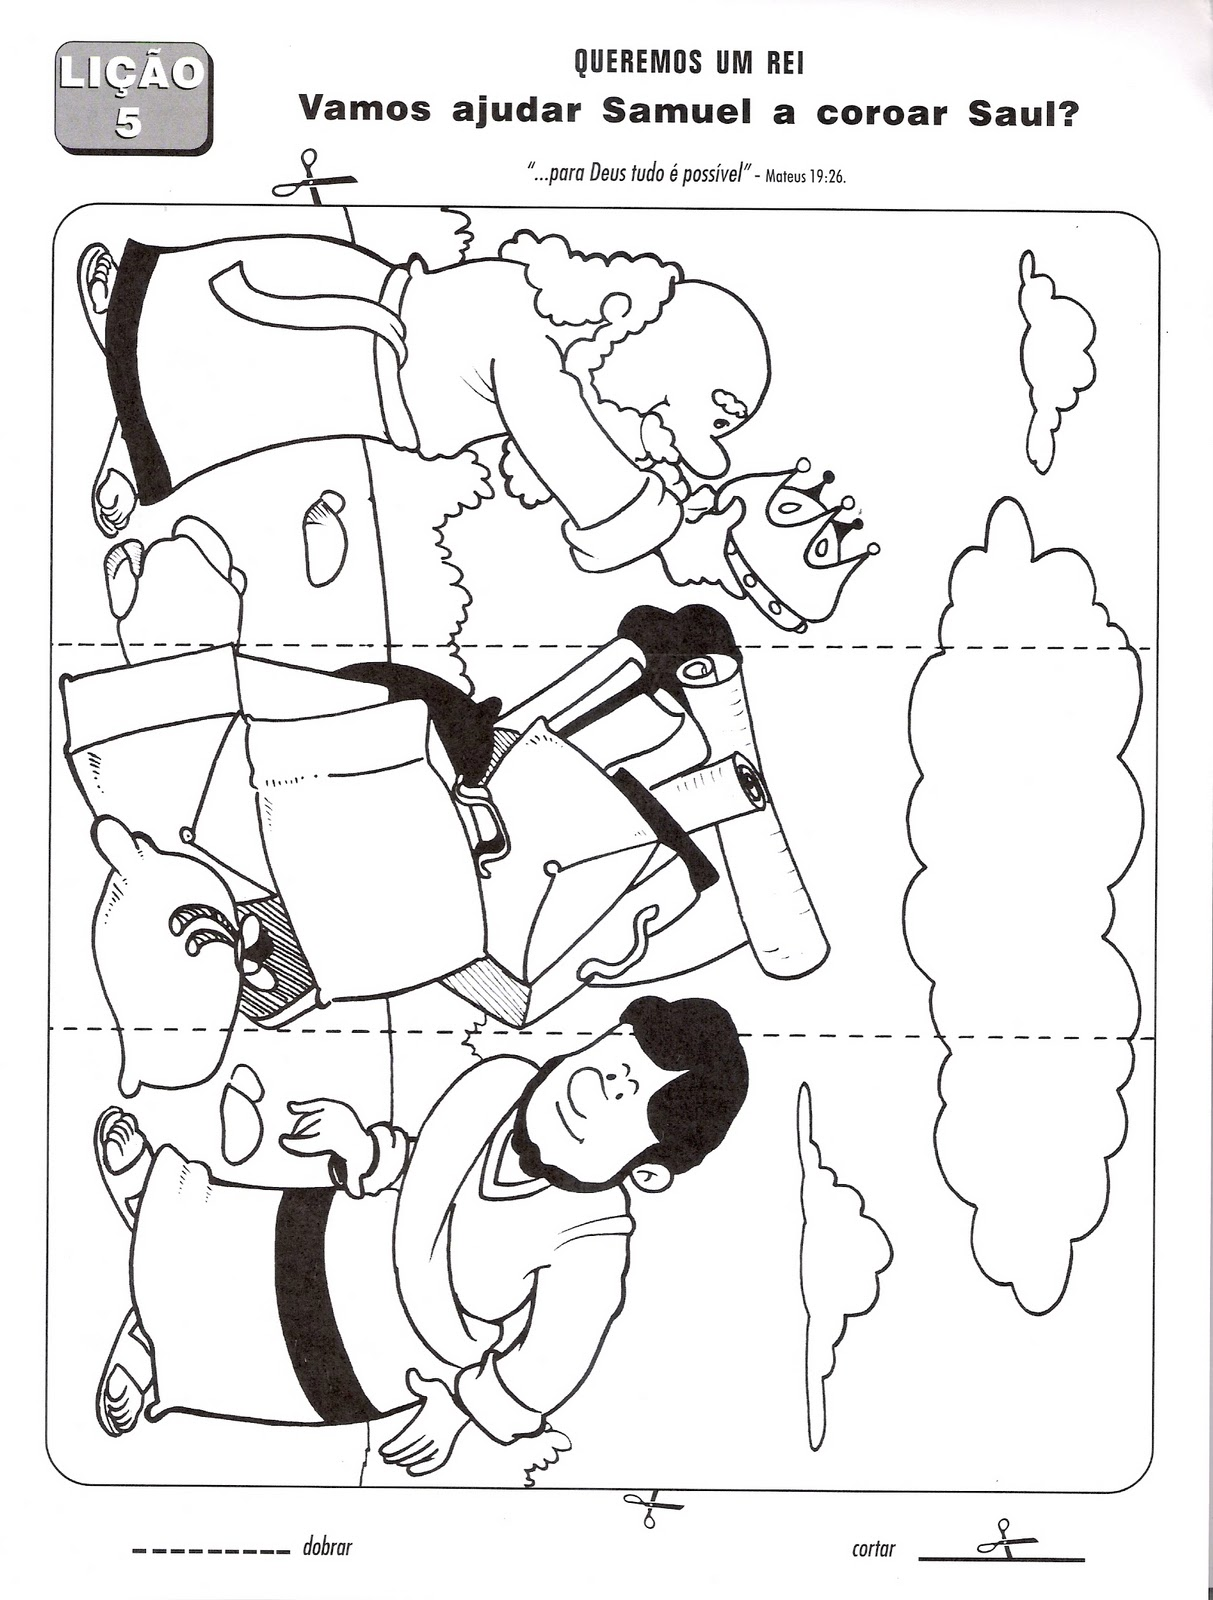 LIÇÃO
5
QUEREMOS UM REI
Vamos ajudar Samuel a coroar Saul?
“...para Deus tudo é possível” - Mateus 19:26.
dobrar
cortar